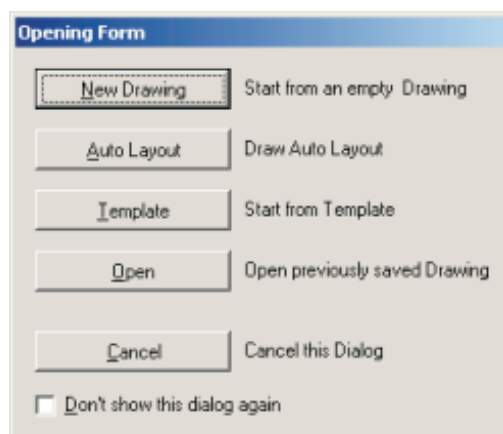 Opening Form
New Drawing Start from an empty Drawing
Auto Layout Draw Auto Layout
Template Start from Template
Open Open previously saved Drawing
Cancel Cancel this Dialog
Don't show this dialog again